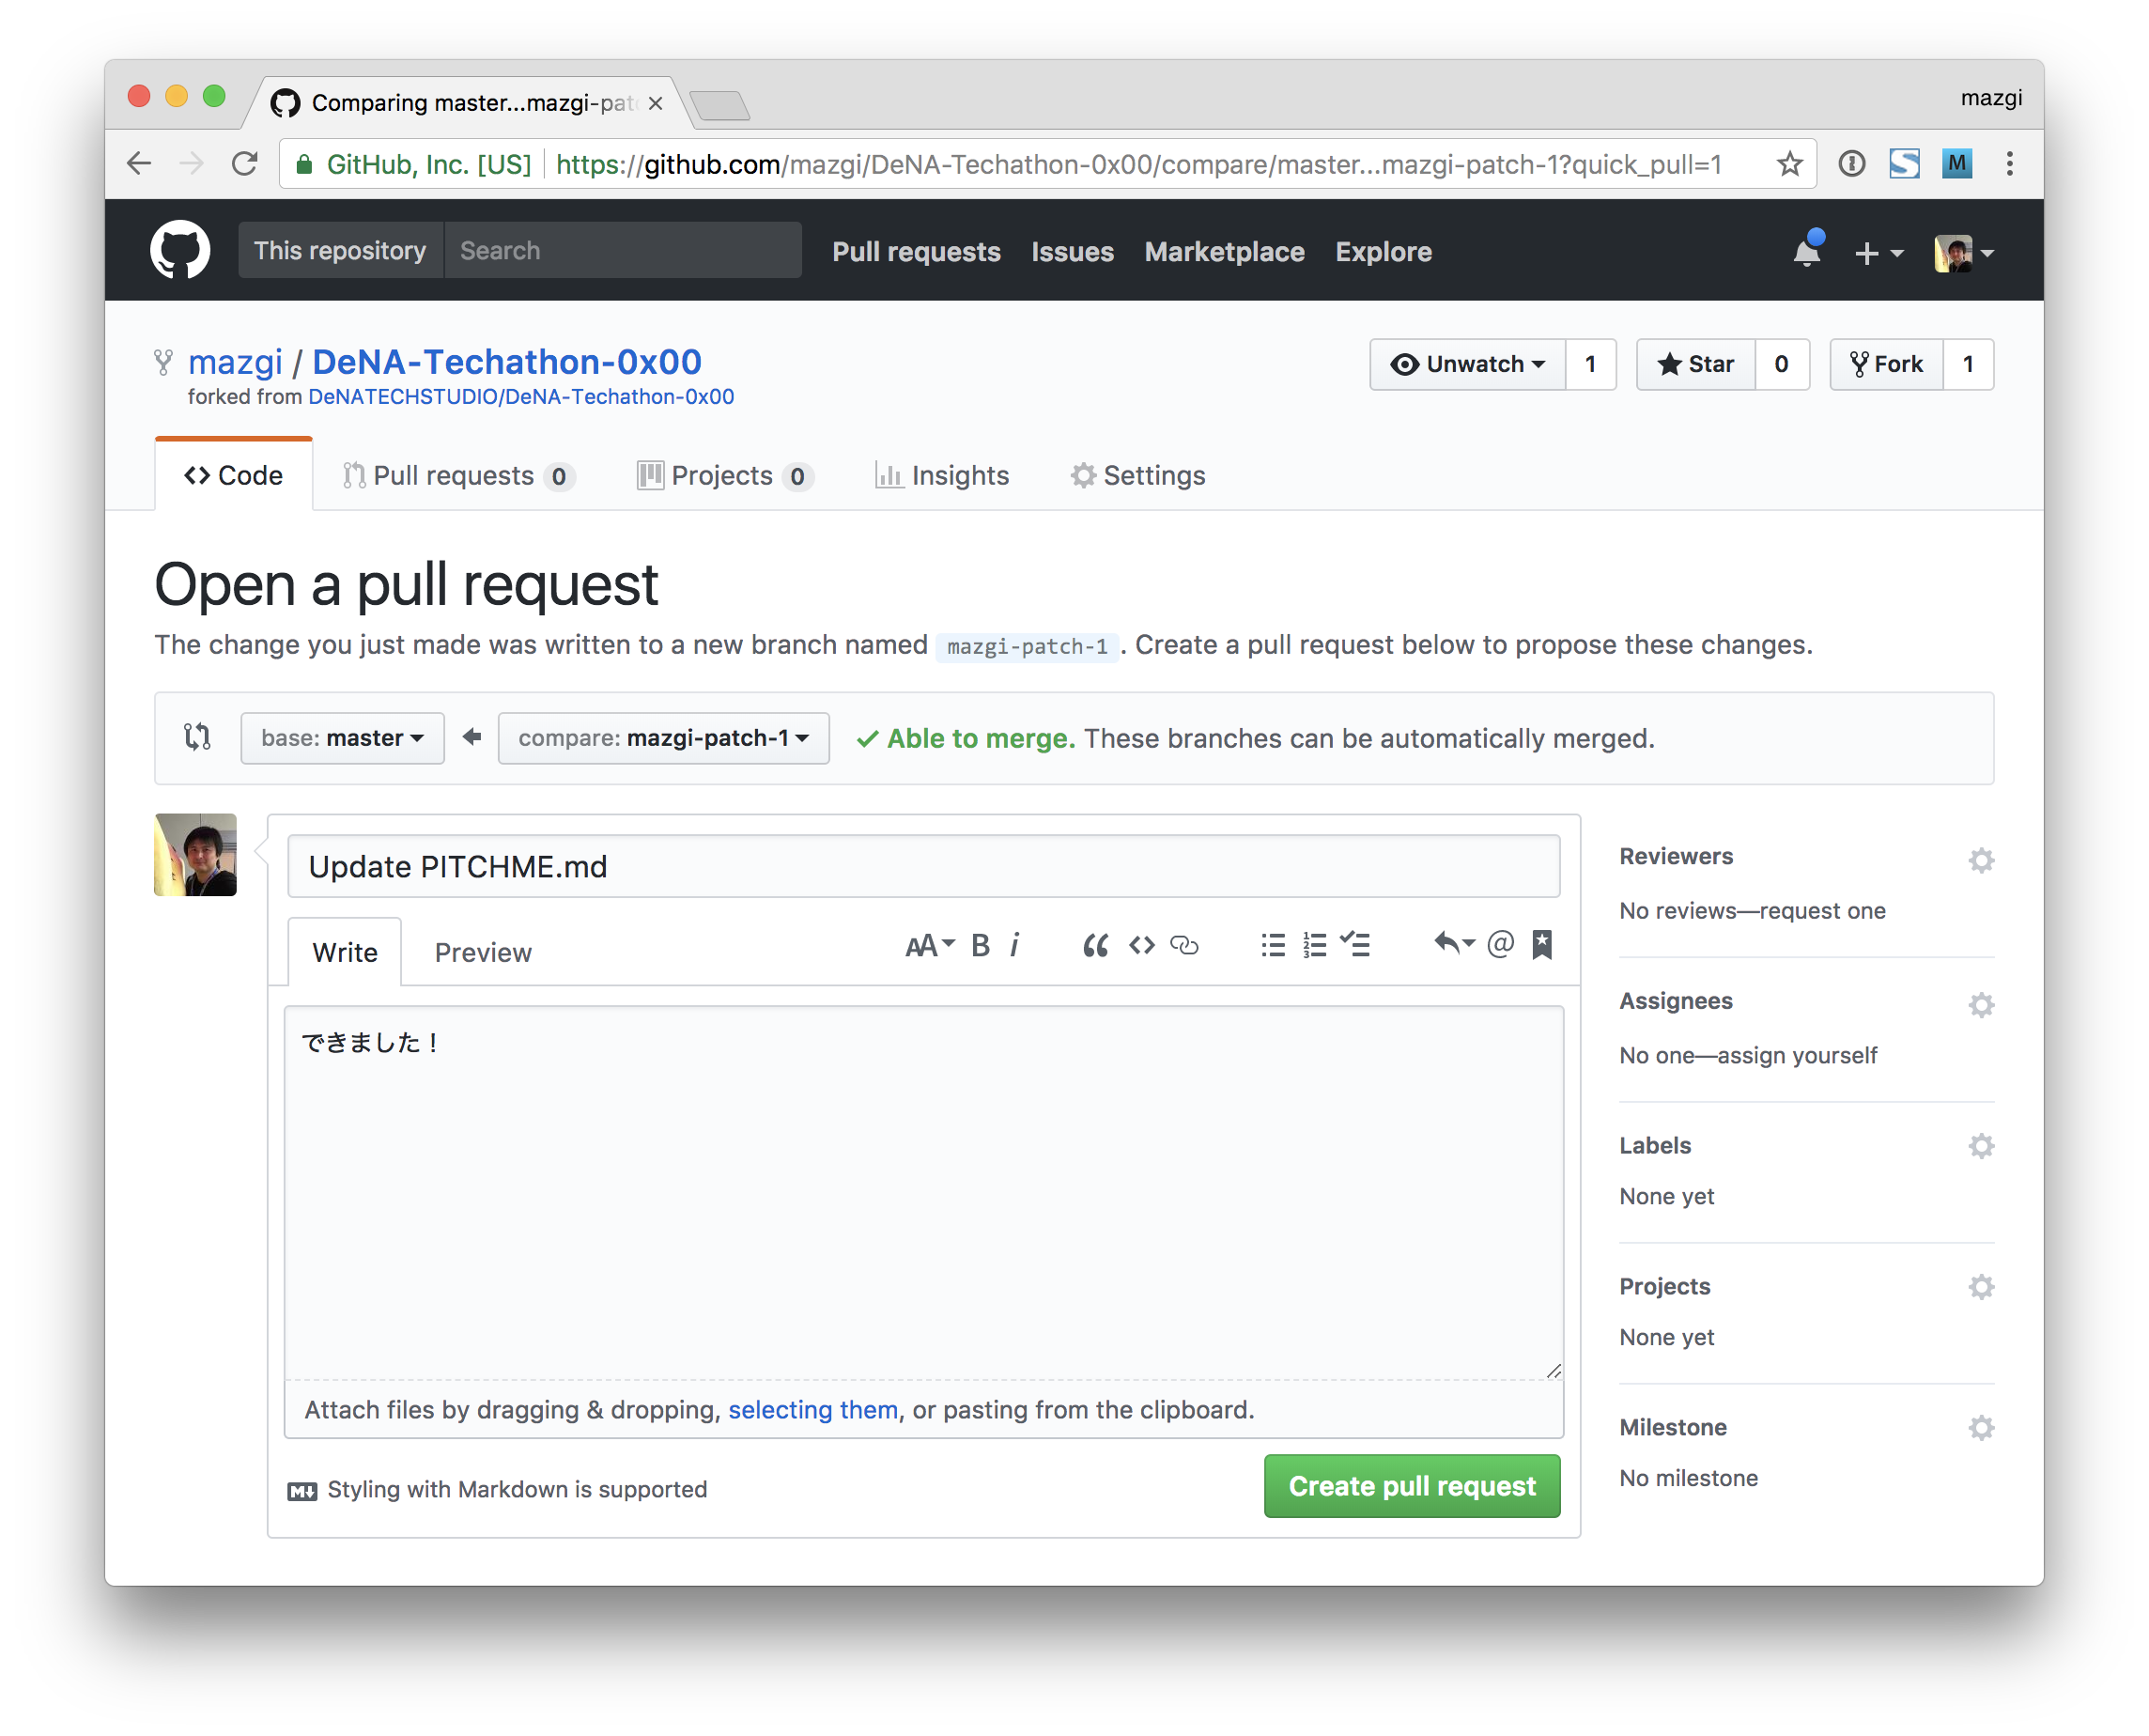 Comparing master...mazgi-pat
mazgi
GitHub, Inc. [US] https://github.com/mazgi/DeNA-Techathon-0x00/compare/master...mazgi-patch-1?quick_pull=1
This repository Search Pull requests Issues Marketplace Explore
mazgi / DeNA-Techathon-0x00 Unwatch 1 Star 0 Fork 1
forked from DeNATECHSTUDIO/DeNA-Techathon-0x00
Code Pull requests 0 Projects 0 Insights Settings
Open a pull request
The change you just made was written to a new branch named mazgi-patch-1. Create a pull request below to propose these changes.
base: master compare: mazgi-patch-1 Able to merge. These branches can be automatically merged.
Update PITCHME.md
Write Preview AA B i @
できました！
Attach files by dragging & dropping, selecting them, or pasting from the clipboard.
Styling with Markdown is supported
Create pull request
Reviewers
No reviews—request one
Assignees
No one—assign yourself
Labels
None yet
Projects
None yet
Milestone
No milestone